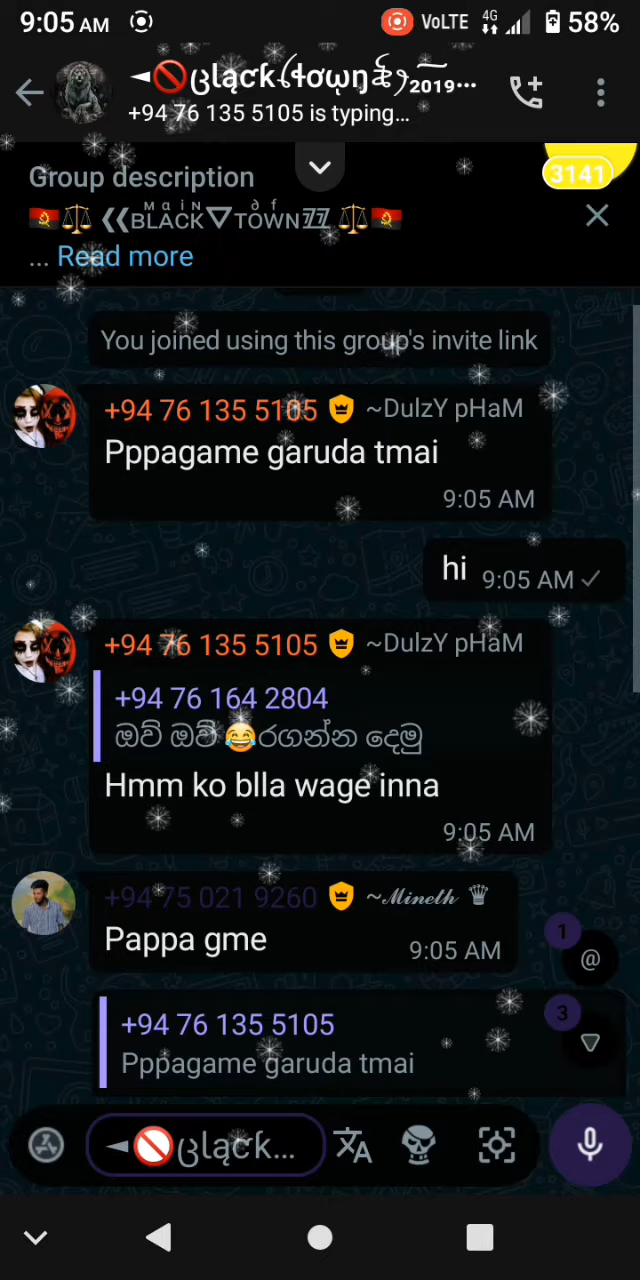 9:05 AM
VoLTE 4G 58%
◄🚫ცląςƙ
2019...
+94 76 135 5105 is typing...
Group description
3141
🇦🇴⚖️❮❮BLACK▽TOWN77⚖️🇦🇴
... Read more
You joined using this group's invite link
+94 76 135 5105 ~DulzY pHaM
Pppagame garuda tmai
9:05 AM
hi 9:05 AM
+94 76 135 5105 ~DulzY pHaM
+94 76 164 2804
ඔව් ඔව්😂රගන්න දෙමු
Hmm ko blla wage inna
9:05 AM
+94 75 021 9260 ~𝓜𝓲𝓷𝓮𝓽𝓱 ♛
Pappa gme 9:05 AM
1
@
3
+94 76 135 5105
Pppagame garuda tmai
◄🚫ცląςƙ...